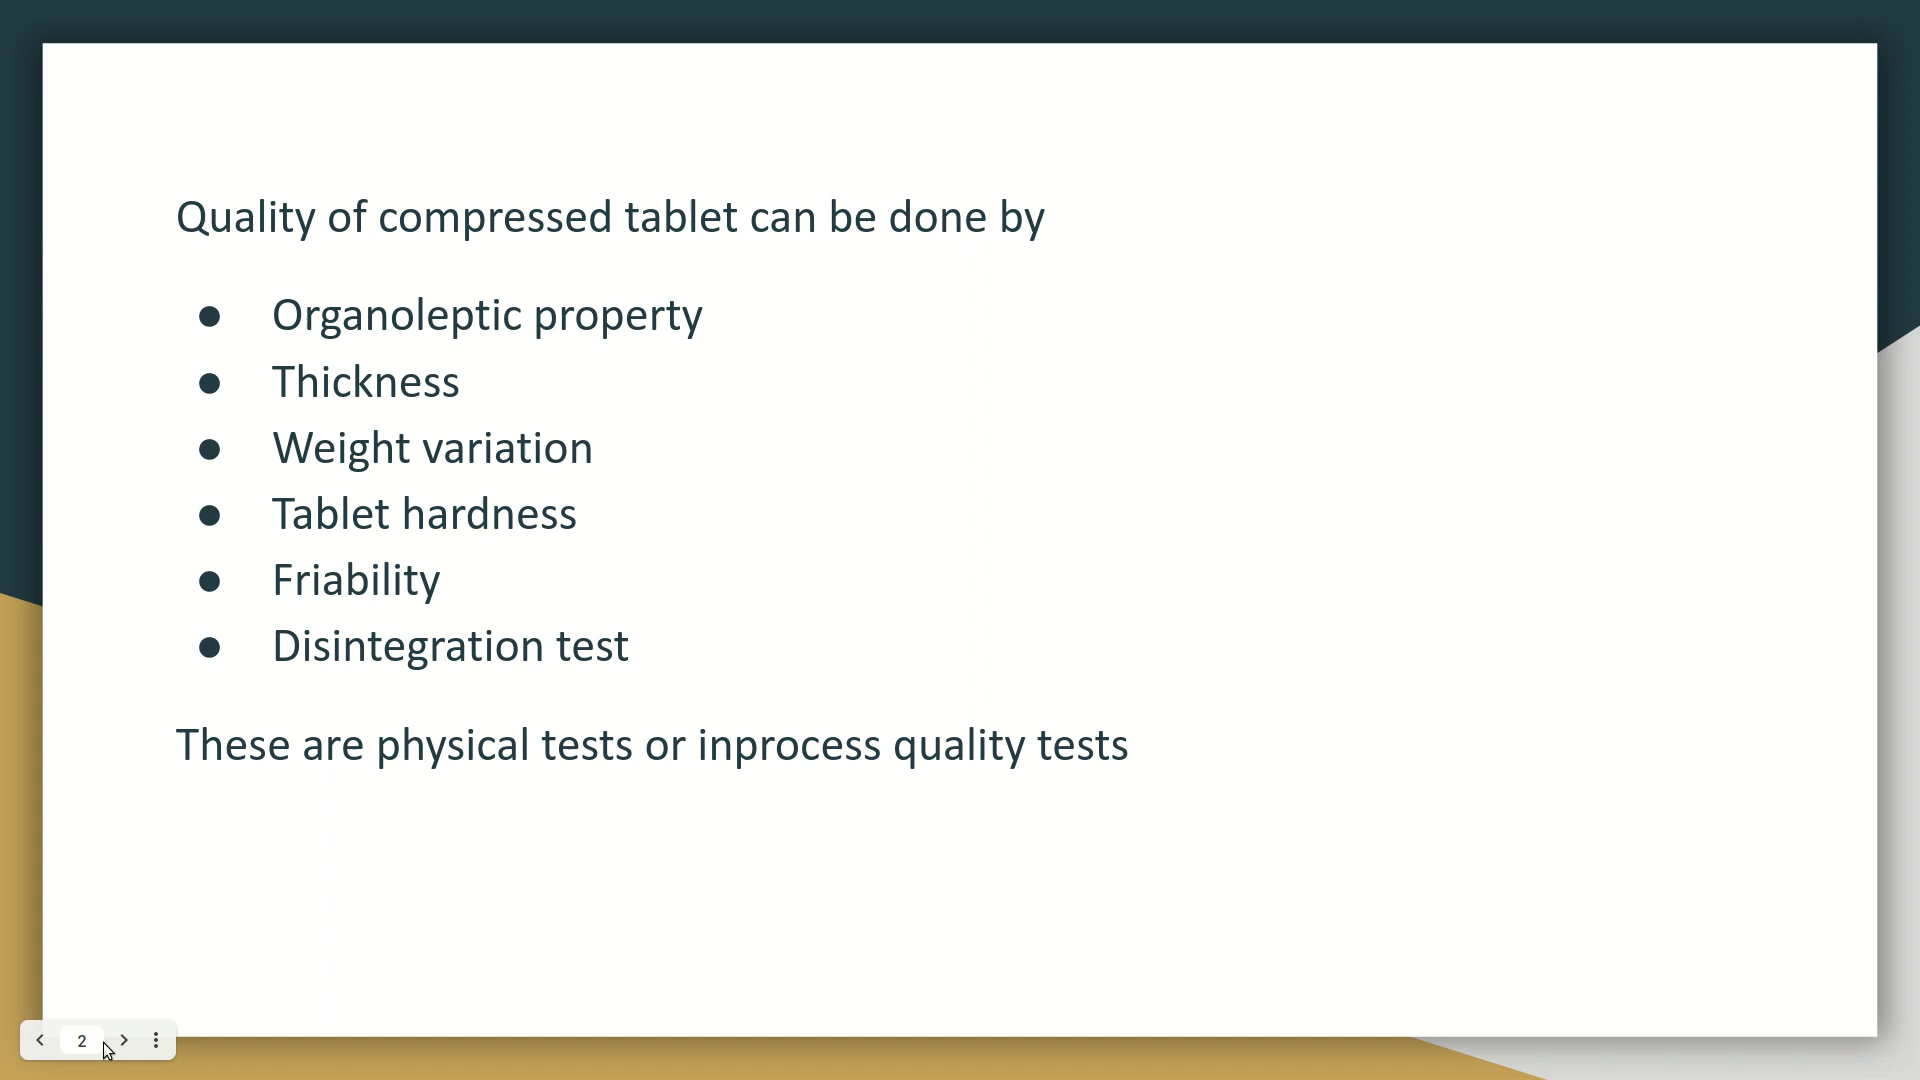 Quality of compressed tablet can be done by
● Organoleptic property
● Thickness
● Weight variation
● Tablet hardness
● Friability
● Disintegration test
These are physical tests or inprocess quality tests
2